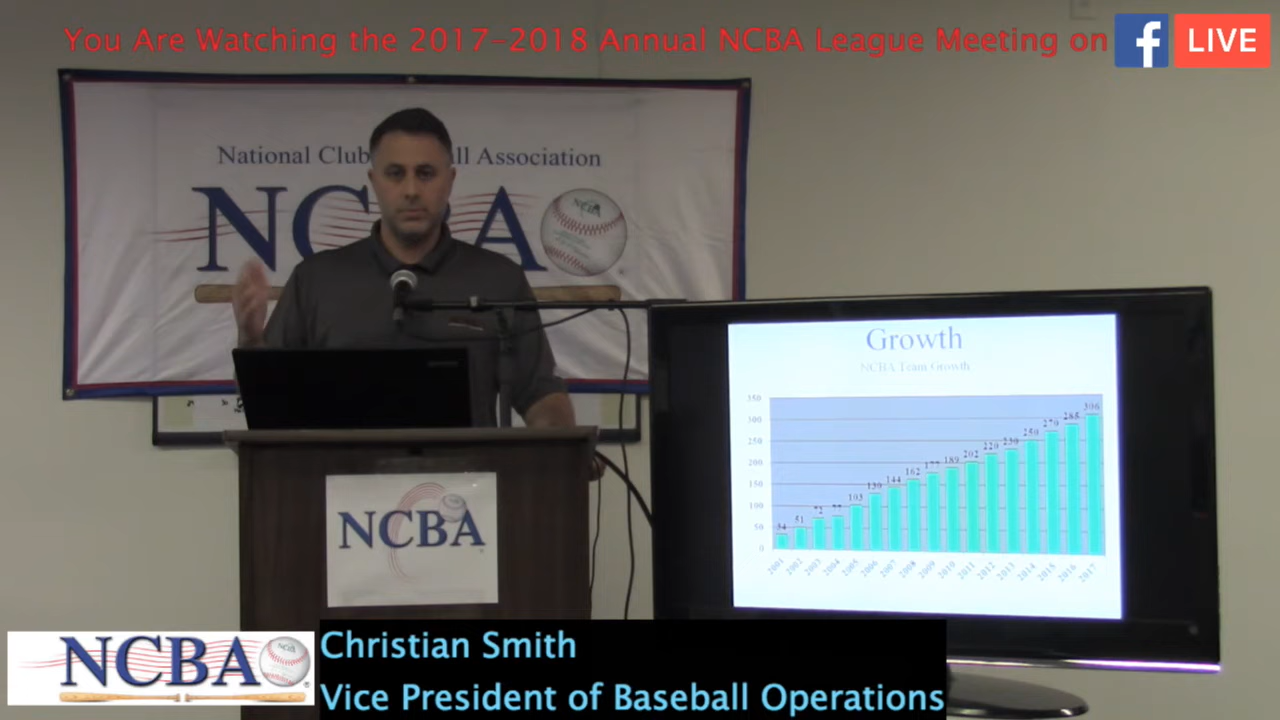 You Are Watching the 2017-2018 Annual NCBA League Meeting on f LIVE
National Club ll Association
NCBA
NCBA
Growth
NCBA Team Growth
350
300
250
200
150
100
50
0
34 51 72 103 130 144 162 177 189 202 220 230 250 270 285 306
2001 2002 2003 2004 2005 2006 2007 2008 2009 2010 2011 2012 2013 2014 2015 2016 2017
NCBA
NCBA
Christian Smith
Vice President of Baseball Operations